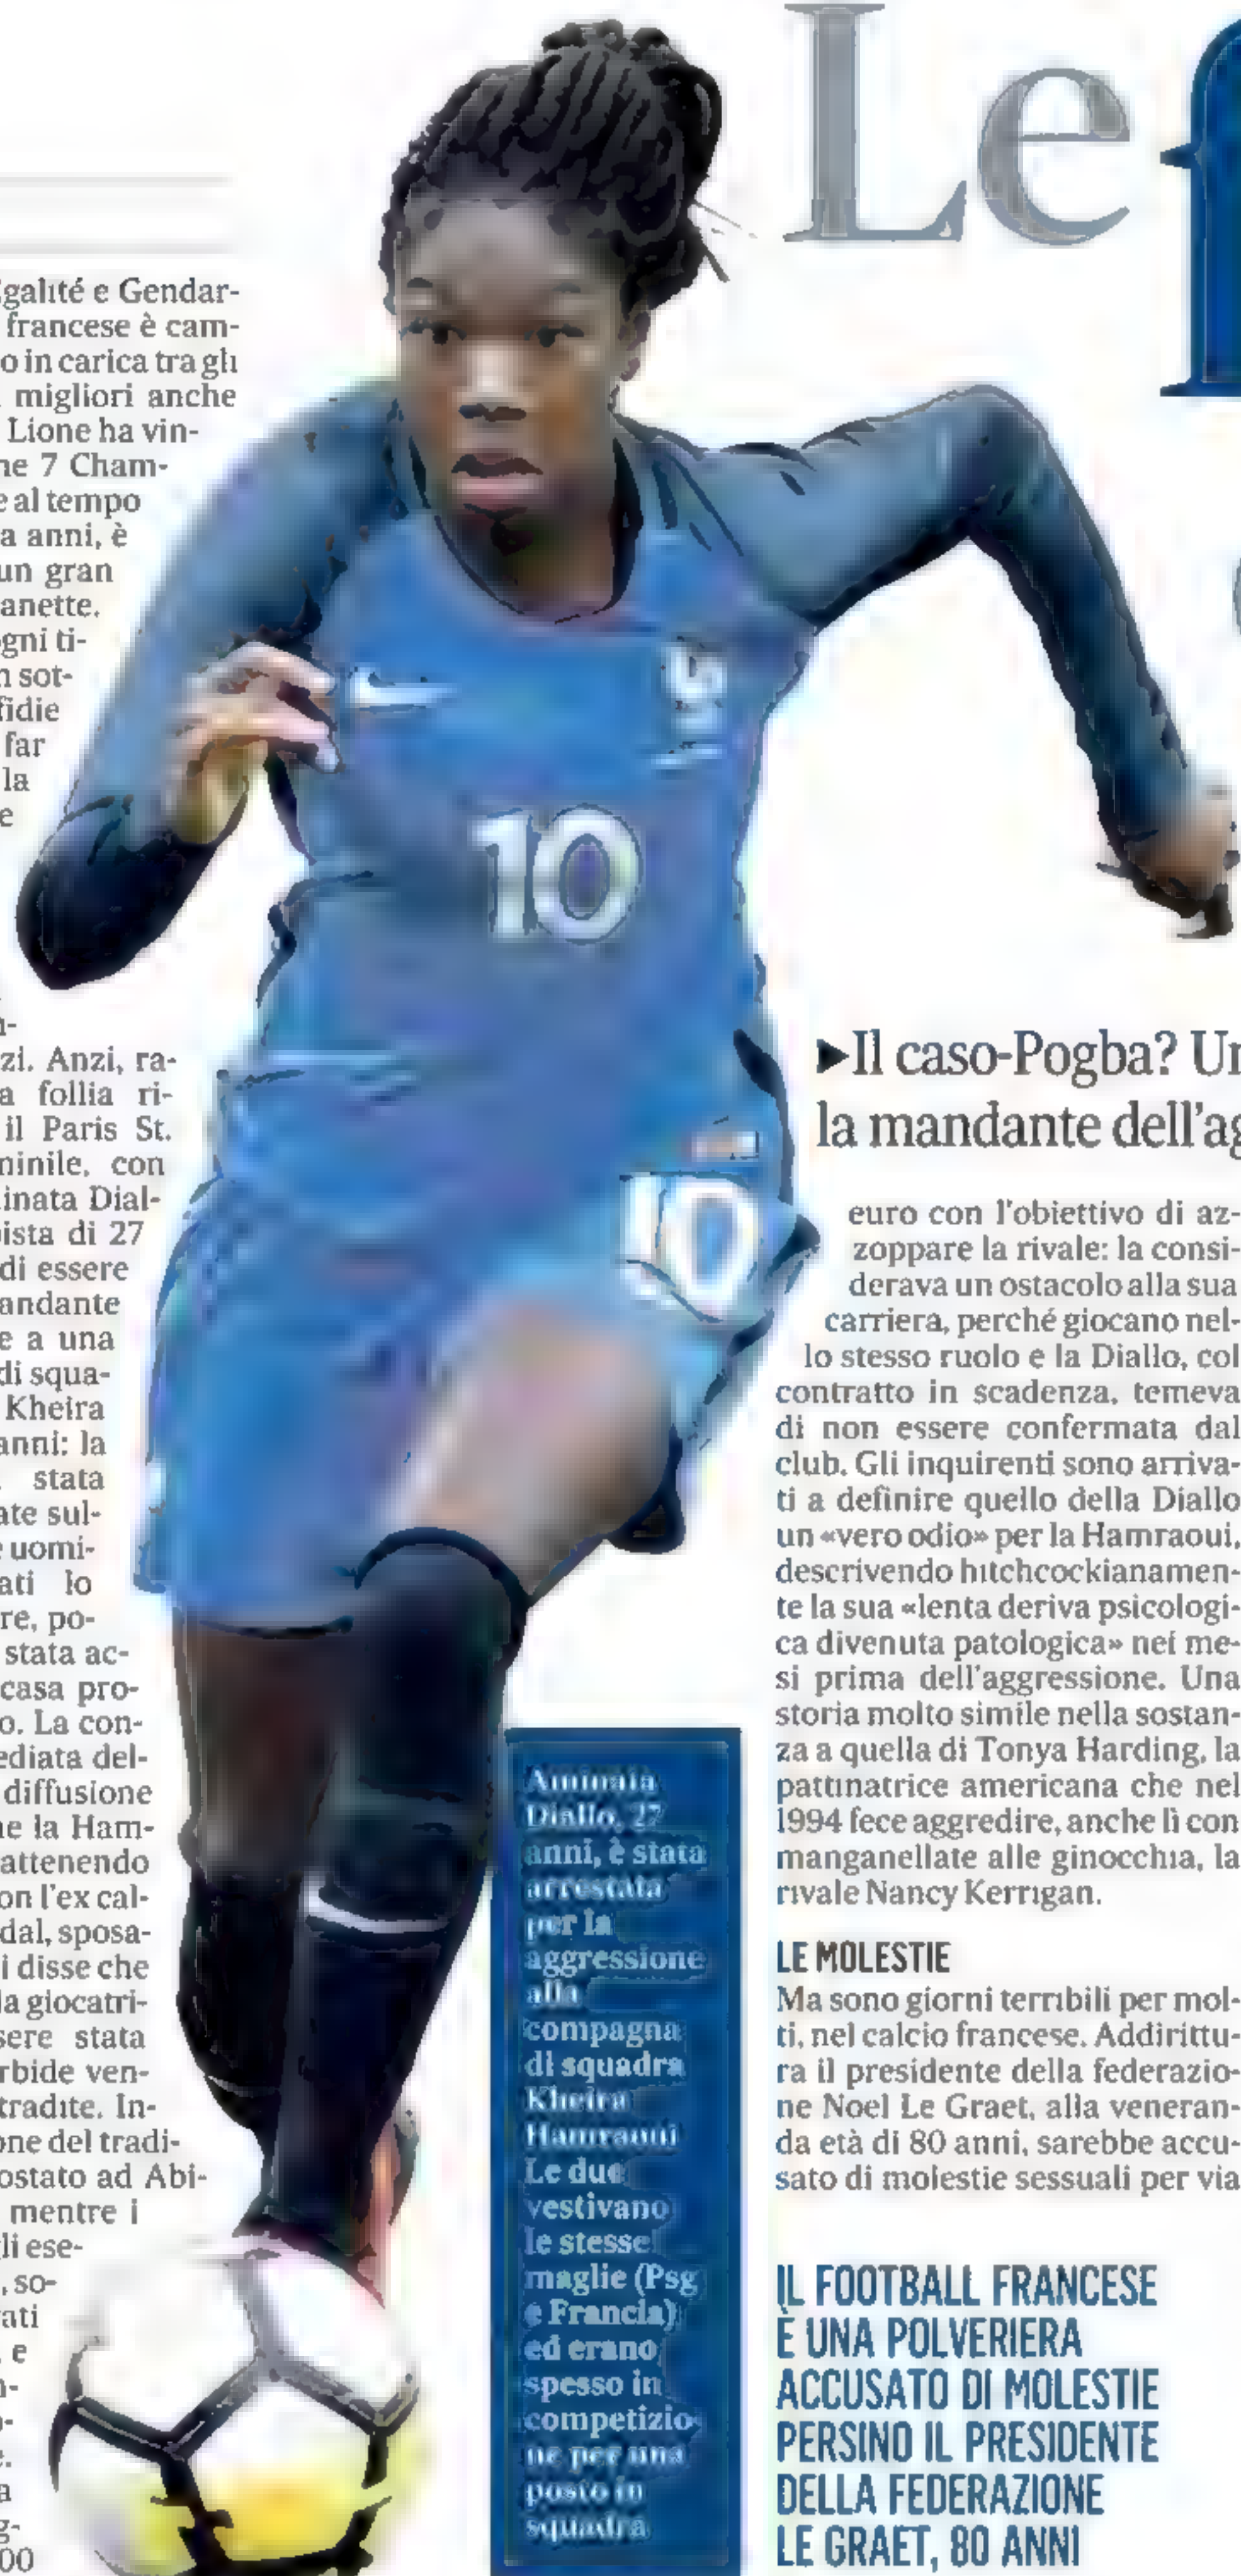 Le f
galité e Gendar-
francese è cam-
o in carica tra gli
migliori anche
Lione ha vin-
ne 7 Cham-
e al tempo
a anni, è
un gran
anette.
ogni ti-
n sot-
fidie
far
la
e
zi. Anzi, ra-
a follia ri-
il Paris St.
minile, con
inata Dial-
ista di 27
di essere
andante
e a una
di squa-
Kheira
anni: la
stata
ate sul-
e uomi-
ati lo
re, po-
stata ac-
casa pro-
o. La con-
ediata del-
diffusione
ne la Ham-
attenendo
on l'ex cal-
dal, sposa-
i disse che
la giocatri-
sere stata
rbide ven-
tradite. In-
one del tradi-
ostato ad Abi-
mentre i
li ese-
, so-
ati
e
n-
o-
e.
a
g-
00
10
10
Aminata
Diallo, 27
anni, è stata
arrestata
per la
aggressione
alla
compagna
di squadra
Kheira
Hamraoui
Le due
vestivano
le stesse
maglie (Psg
e Francia)
ed erano
spesso in
competizio-
ne per una
posto in
squadra
►Il caso-Pogba? Un
la mandante dell'ag
euro con l'obiettivo di az-
zoppare la rivale: la consi-
derava un ostacolo alla sua
carriera, perché giocano nel-
lo stesso ruolo e la Diallo, col
contratto in scadenza, temeva
di non essere confermata dal
club. Gli inquirenti sono arriva-
ti a definire quello della Diallo
un «vero odio» per la Hamraoui,
descrivendo hitchcockianamen-
te la sua «lenta deriva psicologi-
ca divenuta patologica» nei me-
si prima dell'aggressione. Una
storia molto simile nella sostan-
za a quella di Tonya Harding, la
pattinatrice americana che nel
1994 fece aggredire, anche lì con
manganellate alle ginocchia, la
rivale Nancy Kerrigan.
LE MOLESTIE
Ma sono giorni terribili per mol-
ti, nel calcio francese. Addirittu-
ra il presidente della federazio-
ne Noel Le Graet, alla veneran-
da età di 80 anni, sarebbe accu-
sato di molestie sessuali per via
IL FOOTBALL FRANCESE
È UNA POLVERIERA
ACCUSATO DI MOLESTIE
PERSINO IL PRESIDENTE
DELLA FEDERAZIONE
LE GRAET, 80 ANNI